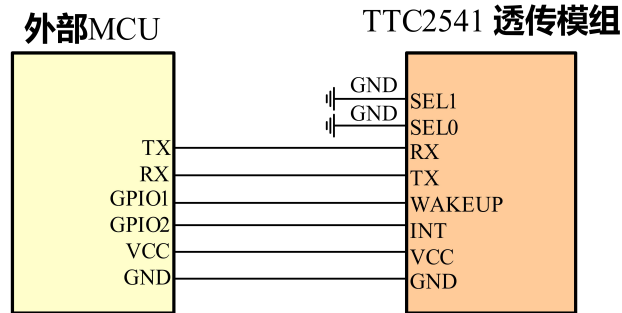 外部MCU
TTC2541 透传模组
GND
SEL1
GND
SEL0
TX
RX
RX
TX
GPIO1
WAKEUP
GPIO2
INT
VCC
VCC
GND
GND